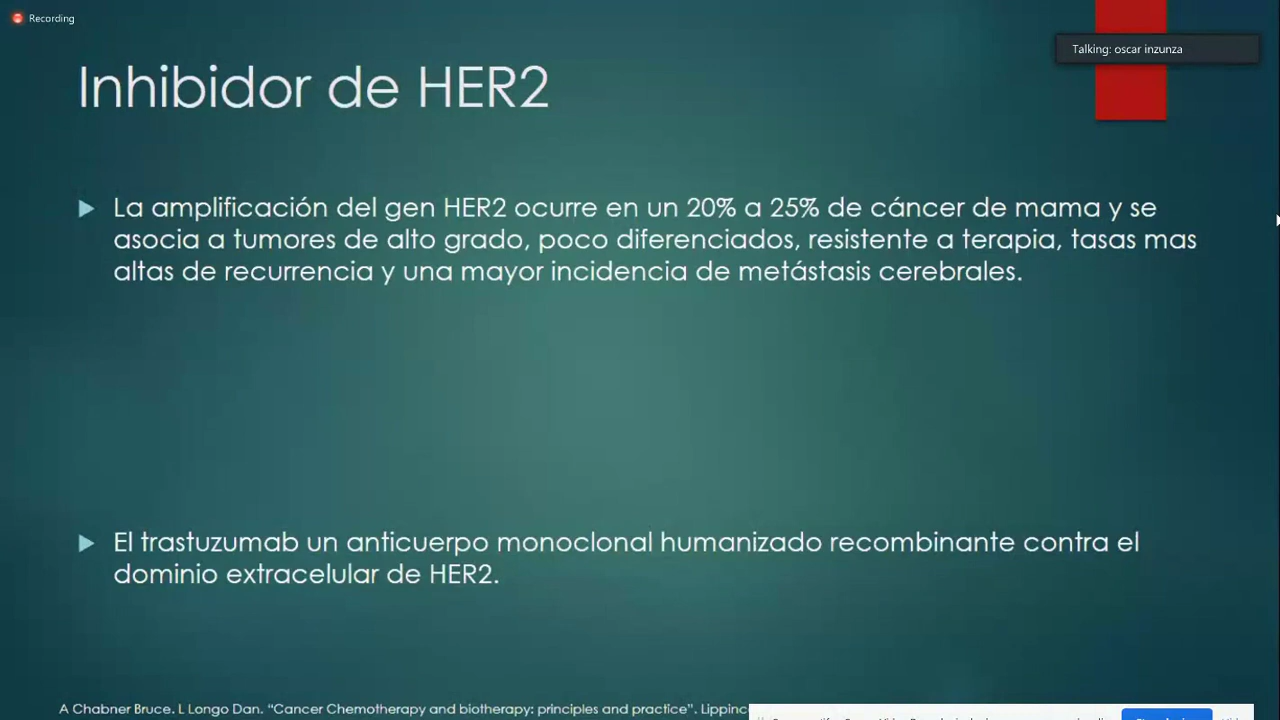 Recording
Talking: oscar inzunza
Inhibidor de HER2
La amplificación del gen HER2 ocurre en un 20% a 25% de cáncer de mama y se
asocia a tumores de alto grado, poco diferenciados, resistente a terapia, tasas mas
altas de recurrencia y una mayor incidencia de metástasis cerebrales.
El trastuzumab un anticuerpo monoclonal humanizado recombinante contra el
dominio extracelular de HER2.
A Chabner Bruce. L Longo Dan. “Cancer Chemotherapy and biotherapy: principles and practice”. Lippinc